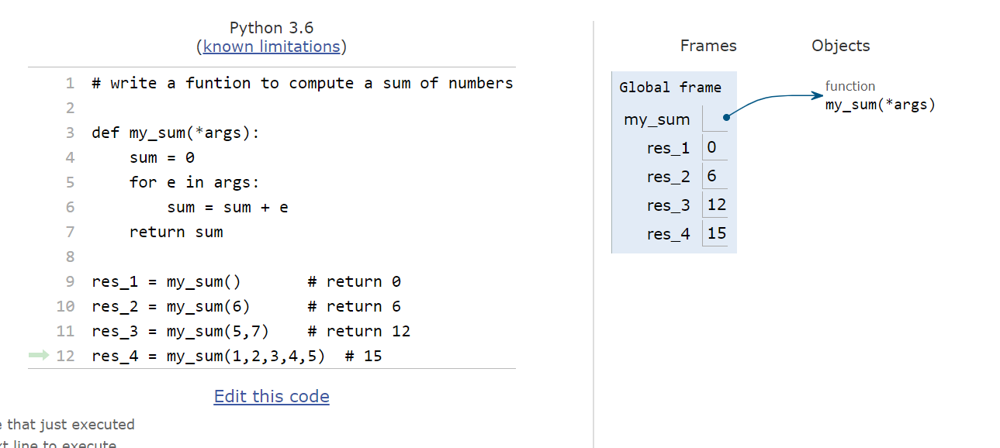 Python 3.6
(known limitations)
1 # write a funtion to compute a sum of numbers
2
3 def my_sum(*args):
4     sum = 0
5     for e in args:
6         sum = sum + e
7     return sum
8
9 res_1 = my_sum()       # return 0
10 res_2 = my_sum(6)      # return 6
11 res_3 = my_sum(5,7)    # return 12
12 res_4 = my_sum(1,2,3,4,5)  # 15
Edit this code
that just executed
line to execute
Frames Objects
Global frame
my_sum
res_1 0
res_2 6
res_3 12
res_4 15
function
my_sum(*args)